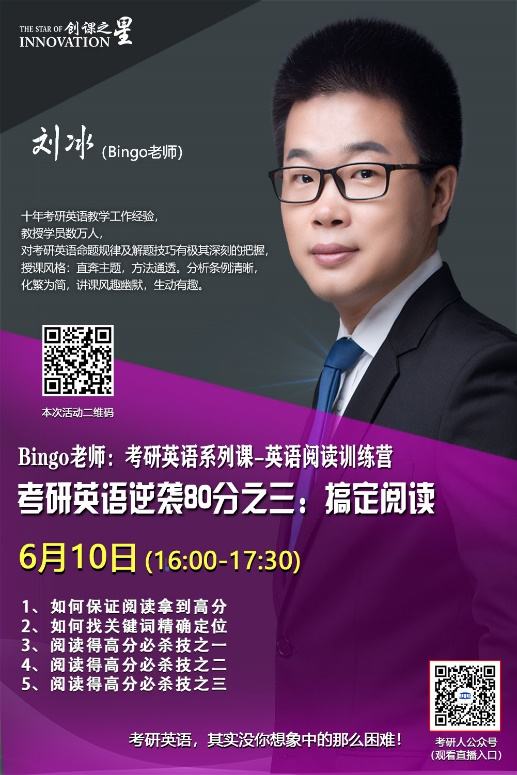 THE STAR OF 创课之星
INNOVATION
刘冰 (Bingo老师)
十年考研英语教学工作经验，
教授学员数万人，
对考研英语命题规律及解题技巧有极其深刻的把握，
授课风格：直奔主题，方法通透。分析条例清晰，
化繁为简，讲课风趣幽默，生动有趣。
本次活动二维码
Bingo老师：考研英语系列课-英语阅读训练营
考研英语逆袭80分之三：搞定阅读
6月10日 (16:00-17:30)
1、如何保证阅读拿到高分
2、如何找关键词精确定位
3、阅读得高分必杀技之一
4、阅读得高分必杀技之二
5、阅读得高分必杀技之三
考研英语，其实没你想象中的那么困难！
考研人公众号
(观看直播入口)